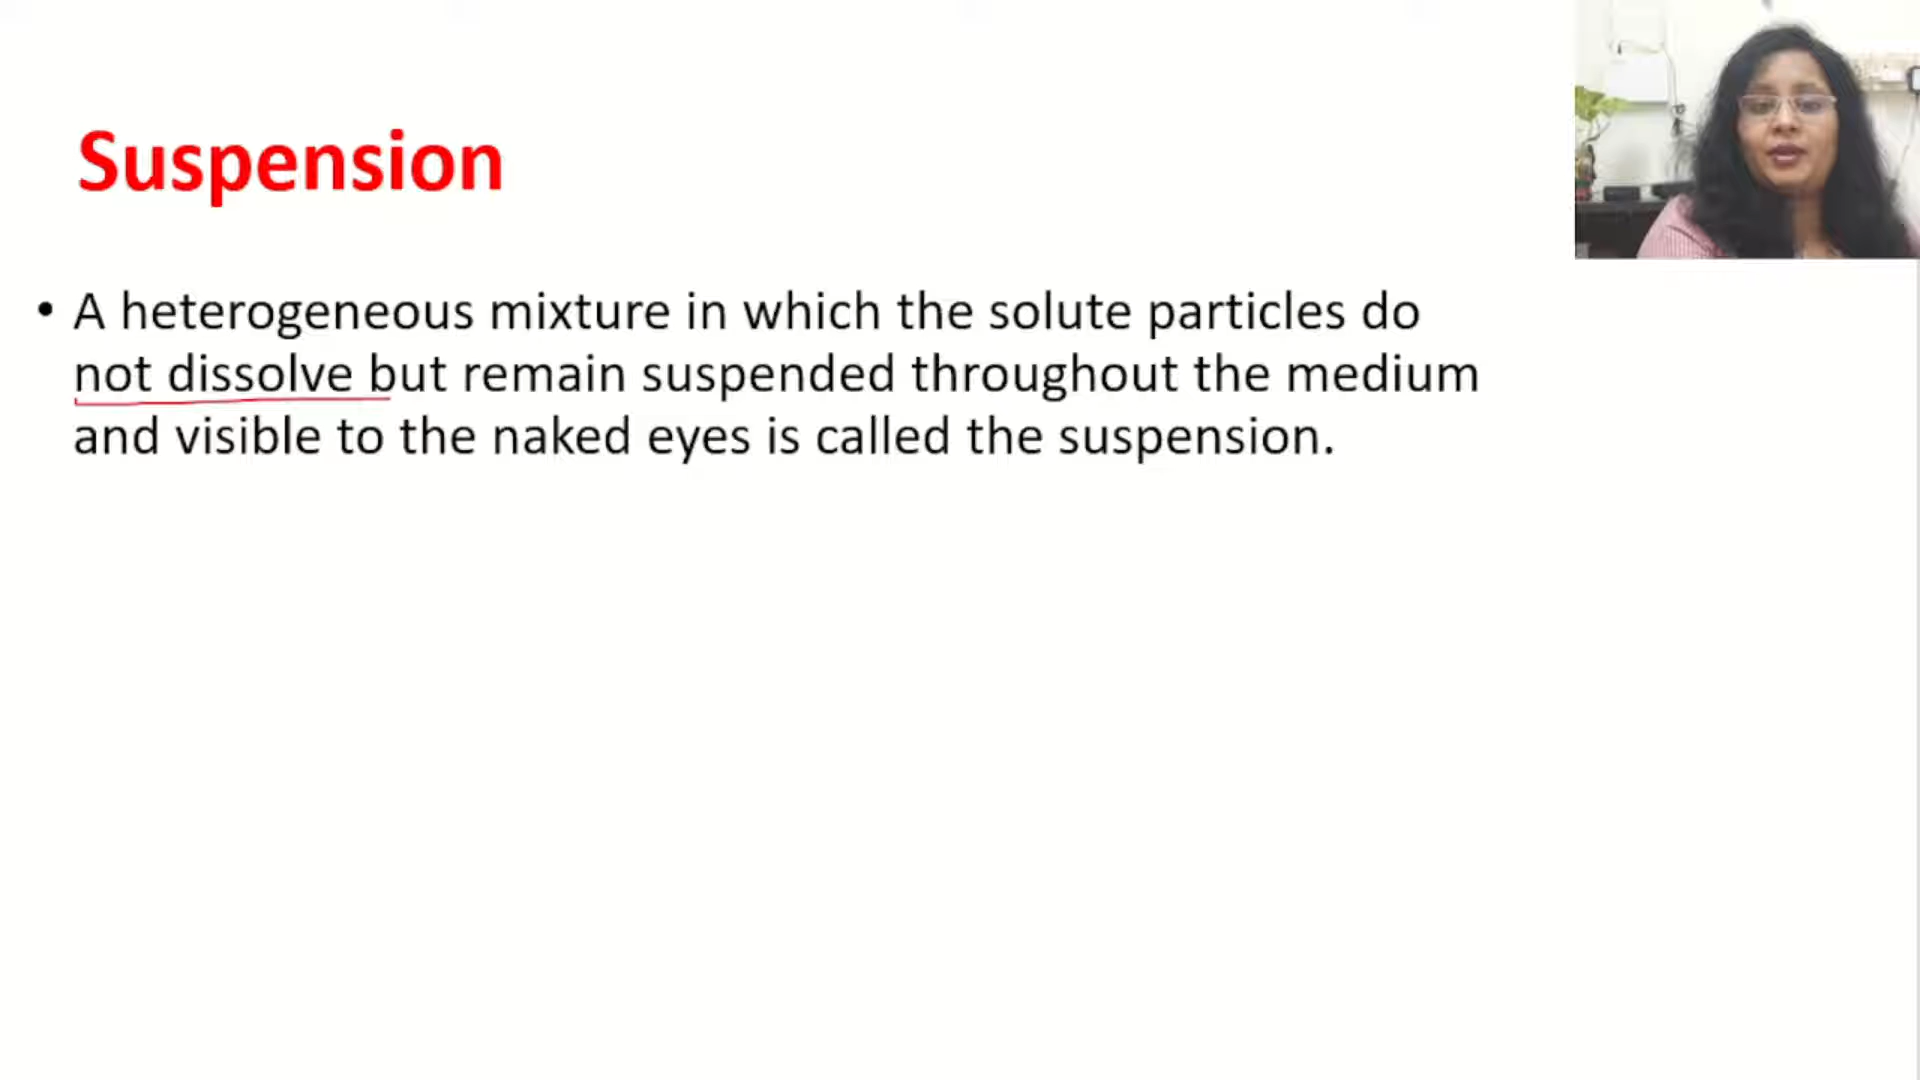 Suspension
• A heterogeneous mixture in which the solute particles do
not dissolve but remain suspended throughout the medium
and visible to the naked eyes is called the suspension.